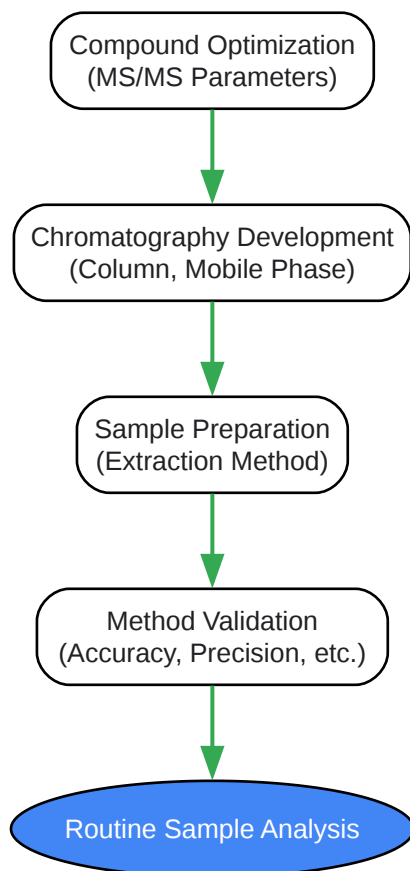 Compound Optimization
(MS/MS Parameters)
Chromatography Development
(Column, Mobile Phase)
Sample Preparation
(Extraction Method)
Method Validation
(Accuracy, Precision, etc.)
Routine Sample Analysis